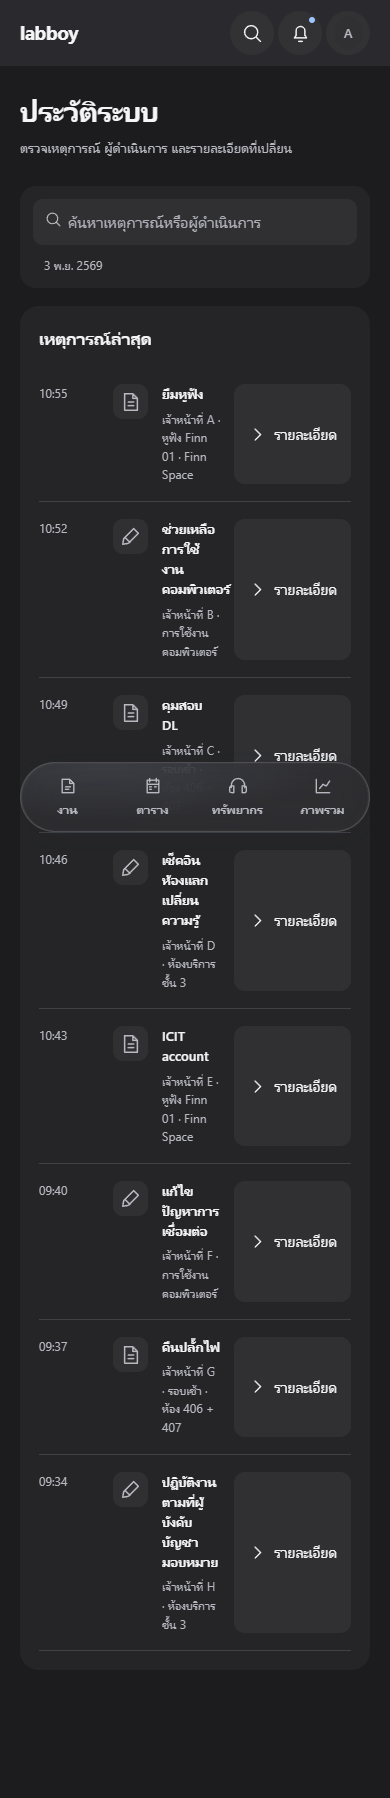 labboy
A
ประวัติระบบ
ตรวจเหตุการณ์ ผู้ดำเนินการ และรายละเอียดที่เปลี่ยน
ค้นหาเหตุการณ์หรือผู้ดำเนินการ
3 พ.ย. 2569
เหตุการณ์ล่าสุด
10:55
ยืมหูฟัง
เจ้าหน้าที่ A ·
หูฟัง Finn
01 · Finn
Space
รายละเอียด
10:52
ช่วยเหลือ
การใช้
งาน
คอมพิวเตอร์
เจ้าหน้าที่ B ·
การใช้งาน
คอมพิวเตอร์
รายละเอียด
10:49
คุมสอบ
DL
เจ้าหน้าที่ C ·
รายละเอียด
งาน
ตาราง
ทรัพยากร
ภาพรวม
10:46
เช็คอิน
ห้องแลก
เปลี่ยน
ความรู้
เจ้าหน้าที่ D
· ห้องบริการ
ชั้น 3
รายละเอียด
10:43
ICIT
account
เจ้าหน้าที่ E ·
หูฟัง Finn
01 · Finn
Space
รายละเอียด
09:40
แก้ไข
ปัญหาการ
เชื่อมต่อ
เจ้าหน้าที่ F ·
การใช้งาน
คอมพิวเตอร์
รายละเอียด
09:37
คืนปลั๊กไฟ
เจ้าหน้าที่ G
· รอบเช้า ·
ห้อง 406 +
407
รายละเอียด
09:34
ปฏิบัติงาน
ตามที่ผู้
บังคับ
บัญชา
มอบหมาย
เจ้าหน้าที่ H
· ห้องบริการ
ชั้น 3
รายละเอียด